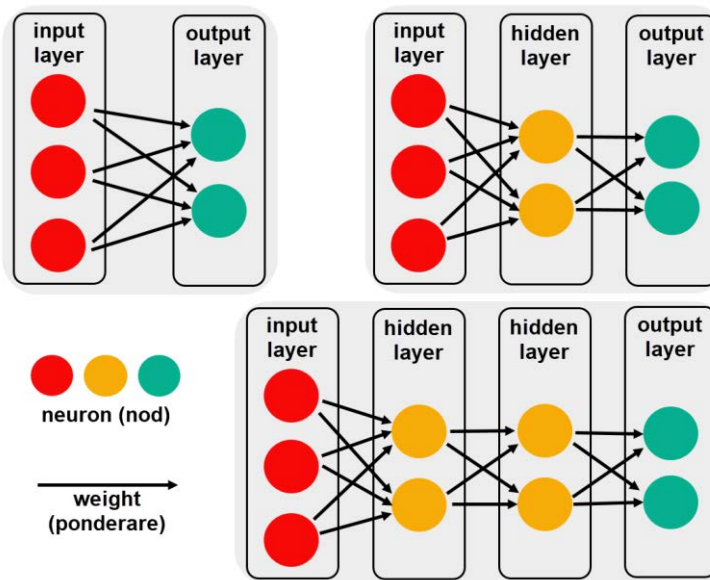 input
layer
output
layer
input
layer
hidden
layer
output
layer
neuron (nod)
weight
(ponderare)
input
layer
hidden
layer
hidden
layer
output
layer